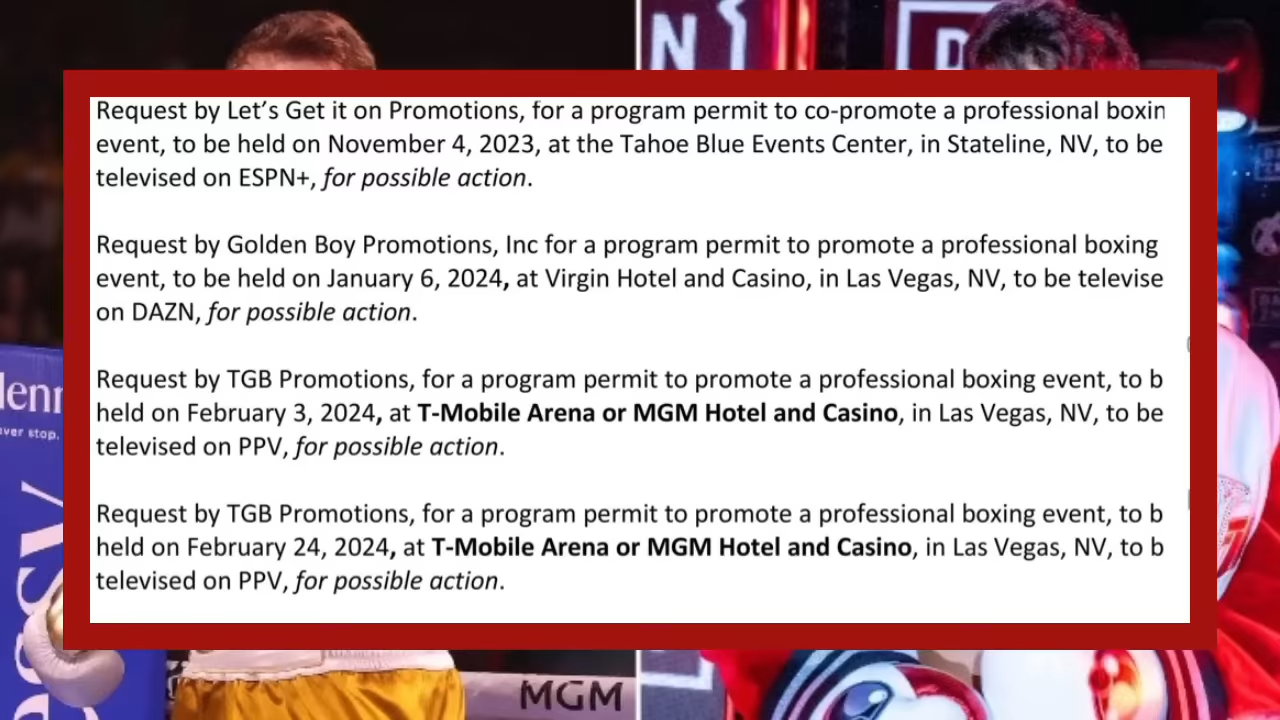 N
D
Request by Let's Get it on Promotions, for a program permit to co-promote a professional boxin
event, to be held on November 4, 2023, at the Tahoe Blue Events Center, in Stateline, NV, to be
televised on ESPN+, for possible action.
Request by Golden Boy Promotions, Inc for a program permit to promote a professional boxing
event, to be held on January 6, 2024, at Virgin Hotel and Casino, in Las Vegas, NV, to be televise
on DAZN, for possible action.
Request by TGB Promotions, for a program permit to promote a professional boxing event, to b
held on February 3, 2024, at T-Mobile Arena or MGM Hotel and Casino, in Las Vegas, NV, to be
televised on PPV, for possible action.
Request by TGB Promotions, for a program permit to promote a professional boxing event, to b
held on February 24, 2024, at T-Mobile Arena or MGM Hotel and Casino, in Las Vegas, NV, to b
televised on PPV, for possible action.
ver stop.
MGM